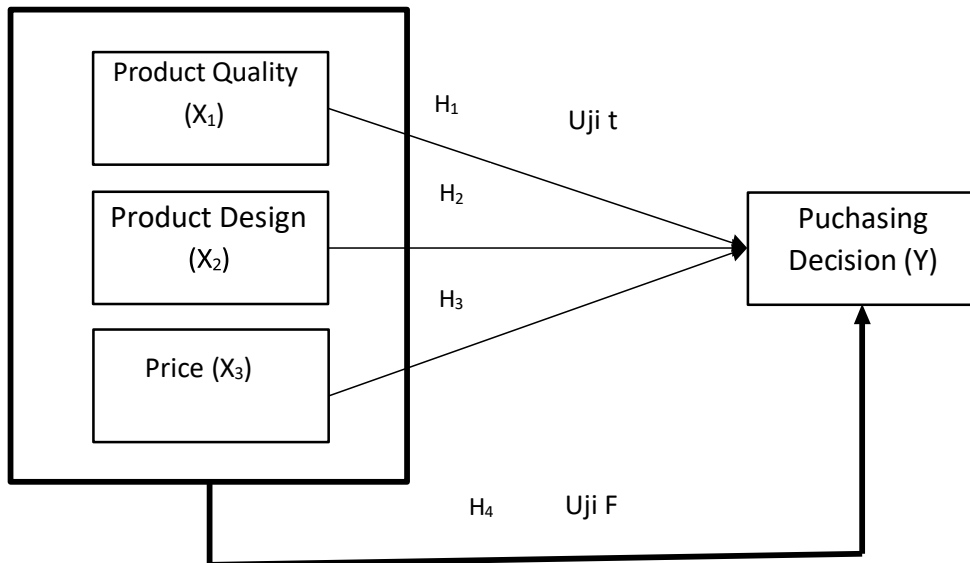 Product Quality
(X₁)
H₁
Uji t
Product Design
(X₂)
H₂
Puchasing
Decision (Y)
H₃
Price (X₃)
H₄
Uji F